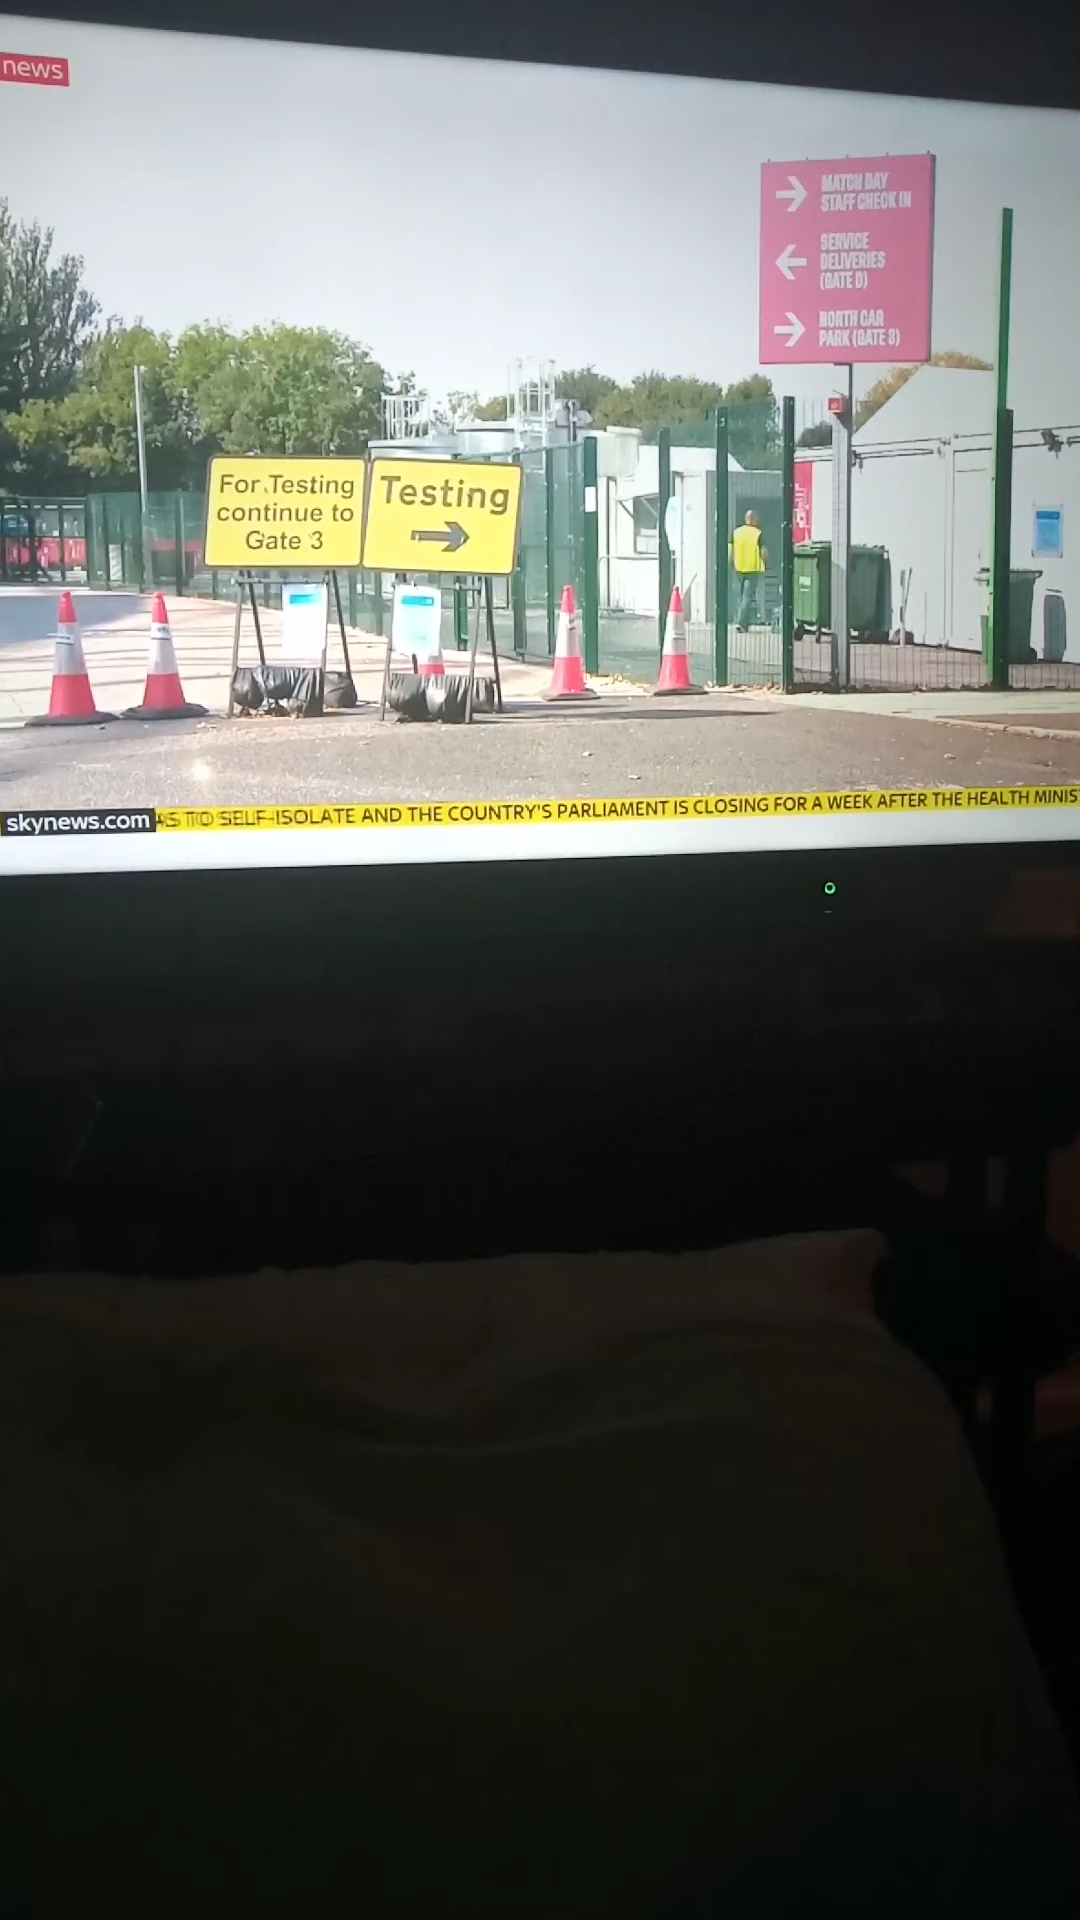 news
MATCH DAY
STAFF CHECK IN
SERVICE
DELIVERIES
(GATE D)
NORTH CAR
PARK (GATE 3)
For Testing
continue to
Gate 3
Testing
skynews.com AS TO SELF-ISOLATE AND THE COUNTRY'S PARLIAMENT IS CLOSING FOR A WEEK AFTER THE HEALTH MINIS